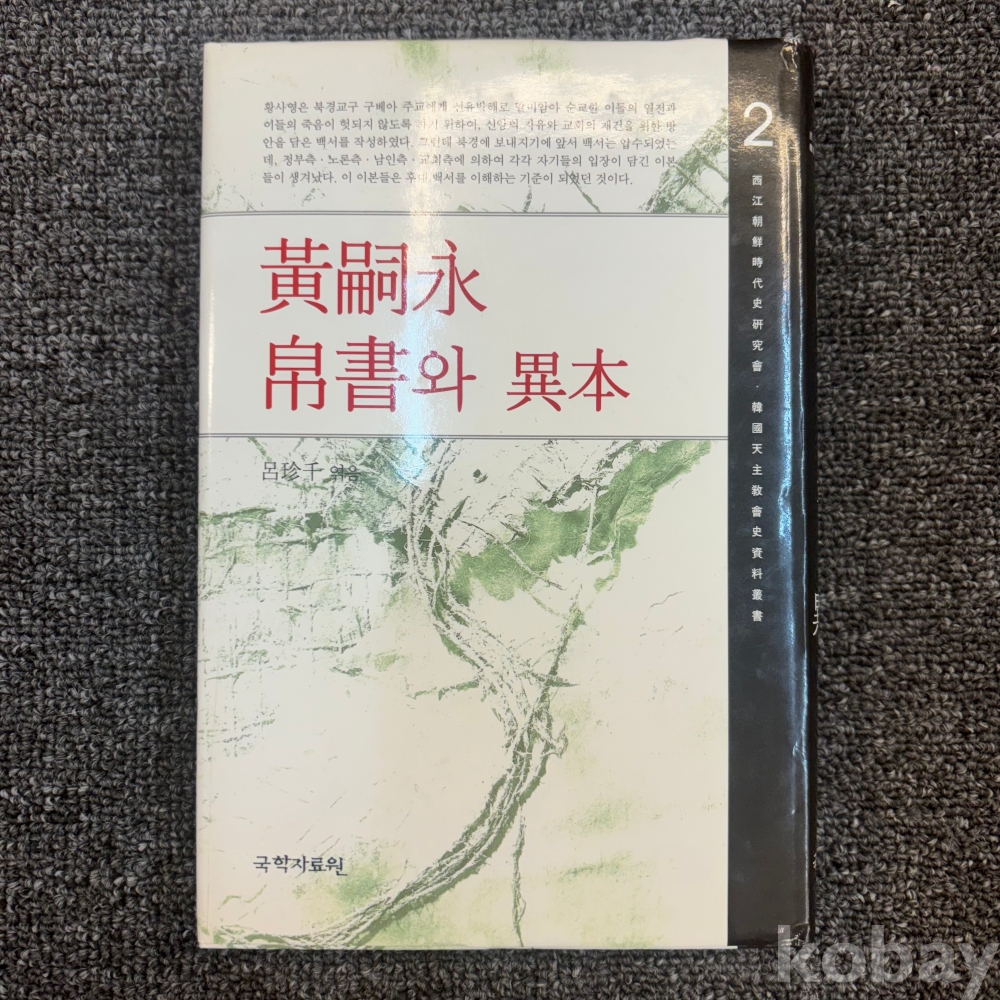 황사영은 북경교구 구베아 주교에게 신유박해로 말미암아 순교한 이들의 열전과
이들의 죽음이 헛되지 않도록 하기 위하여, 신앙의 자유와 교회의 재건을 위한 방
안을 담은 백서를 작성하였다. 그런데 북경에 보내지기에 앞서 백서는 압수되었는
데, 정부측·노론측·남인측·교회측에 의하여 각각 자기들의 입장이 담긴 이본
들이 생겨났다. 이 이본들은 후대 백서를 이해하는 기준이 되었던 것이다.
黃嗣永
帛書와 異本
呂珍千 엮음
국학자료원
2
西江朝鮮時代史硏究會·韓國天主敎會史資料叢書
kobay